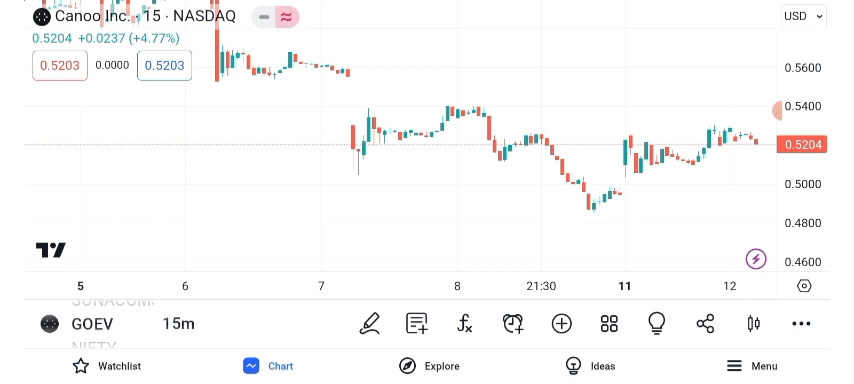 Canoo Inc. · 15 · NASDAQ
USD
0.5204 +0.0237 (+4.77%)
0.5203 0.0000 0.5203
0.5600
0.5400
0.5204
0.5000
0.4800
0.4600
5 6 7 8 21:30 11 12
GOEV 15m
NIFTY
Watchlist Chart Explore Ideas Menu